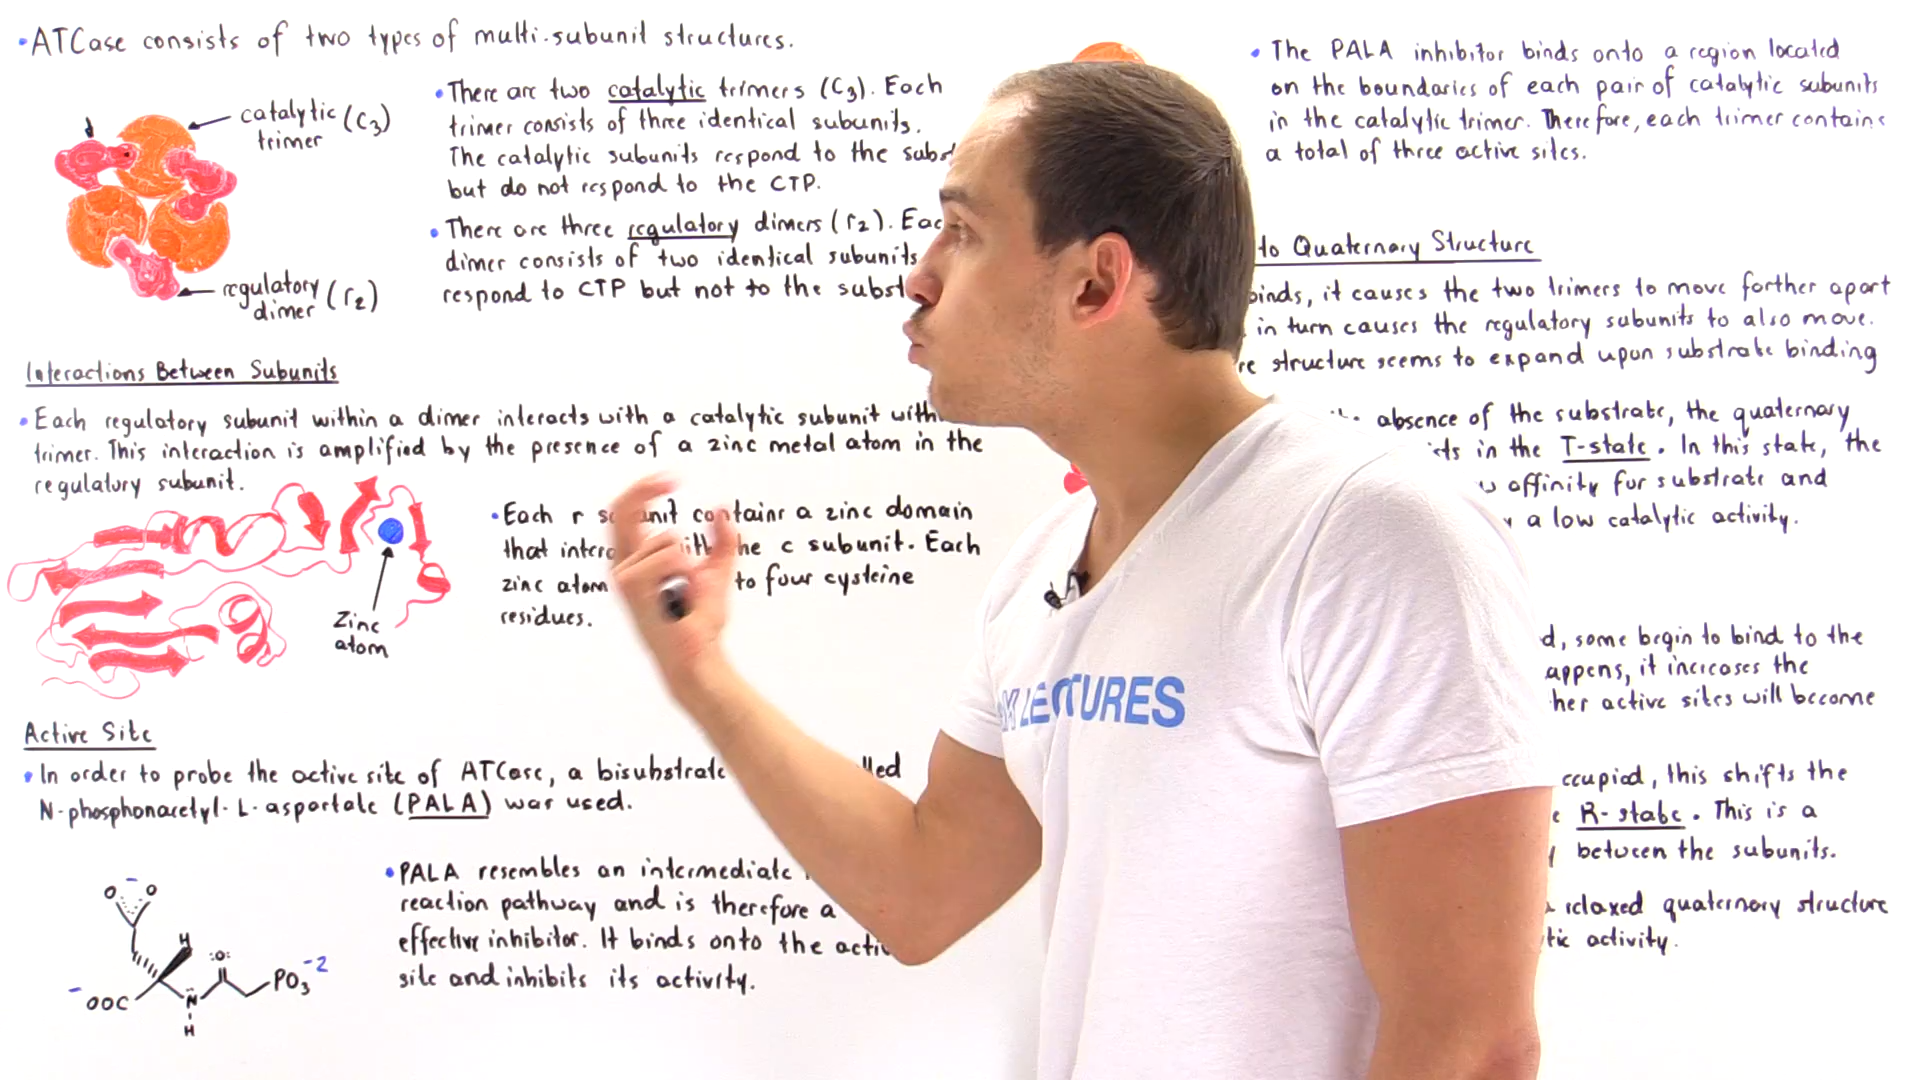 • ATCase consists of two types of multi-subunit structures.
catalytic (C3)
trimer
regulatory (r2)
dimer
• There are two catalytic trimers (C3). Each
trimer consists of three identical subunits.
The catalytic subunits respond to the
but do not respond to the CTP.
• There are three regulatory dimers (r2).
dimer consists of two identical subunits
respond to CTP but not to the
Interactions Between Subunits
• Each regulatory subunit within a dimer interacts with a catalytic subunit
trimer. This interaction is amplified by the presence of a zinc metal atom in the
regulatory subunit.
Zinc
atom
• Each r contains a zinc domain
that c subunit. Each
zinc atom to four cysteine
residues.
Active Site
• In order to probe the active site of ATCase, a bisubstrate
N-phosphonacetyl-L-aspartate (PALA) was used.
-
O O
H
:O:
- OOC N PO3 -2
H
• PALA resembles an intermediate
reaction pathway and is therefore a
effective inhibitor. It binds onto the
site and inhibits its activity.
LECTURES
• The PALA inhibitor binds onto a region located
on the boundaries of each pair of catalytic subunits
in the catalytic trimer. Therefore, each trimer contains
a total of three active sites.
to Quaternary Structure
binds, it causes the two trimers to move farther apart
in turn causes the regulatory subunits to also move.
structure seems to expand upon substrate binding
absence of the substrate, the quaternary
in the T-state. In this state, the
affinity for substrate and
a low catalytic activity.
some begin to bind to the
it increases the
active sites will become
this shifts the
R-state. This is a
between the subunits.
relaxed quaternary structure
activity.